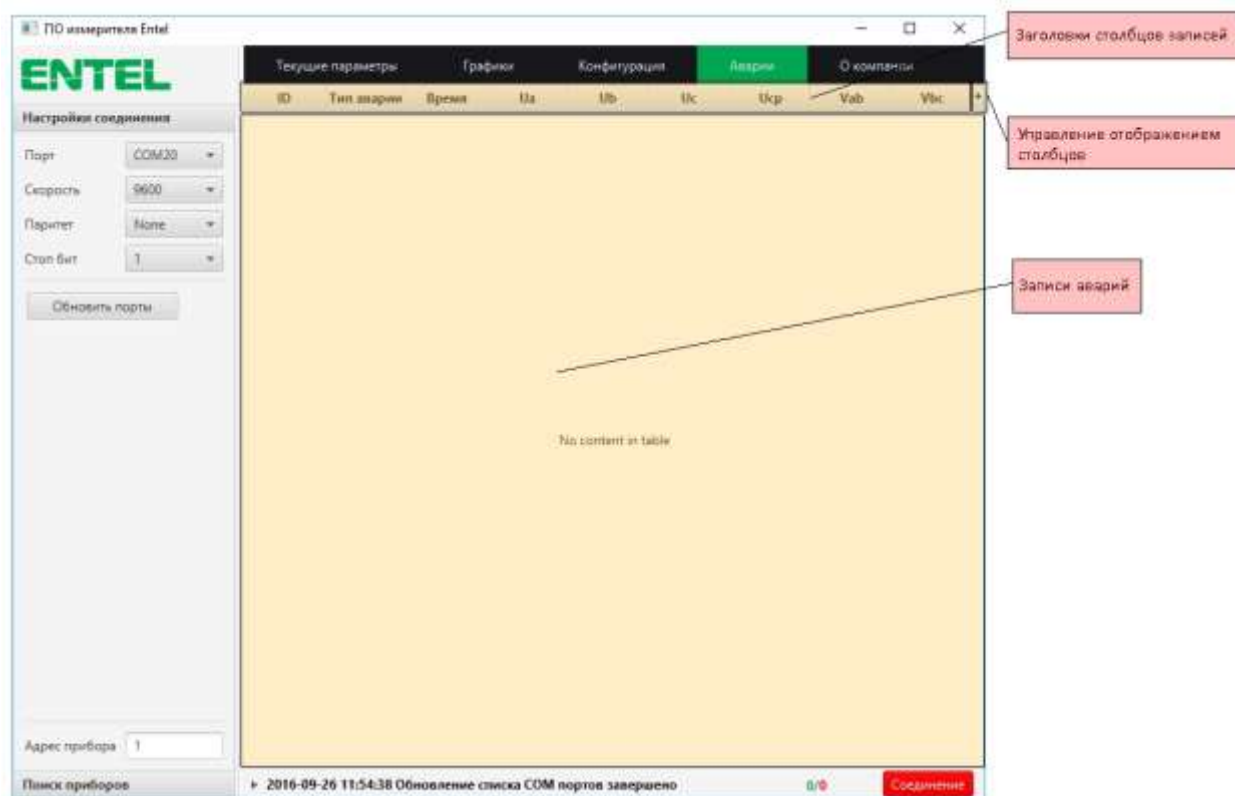 ПО измерителя Entel
Заголовки столбцов записей
ENTEL
Текущие параметры Графики Конфигурация Аварии О компании
ID Тип аварии Время Ua Ub Uc Ucp Vab Vbc +
Настройки соединения
Управление отображением
столбцов
Порт COM20
Скорость 9600
Паритет None
Стоп бит 1
Обновить порты
Записи аварий
No content in table
Адрес прибора 1
Поиск приборов
2016-09-26 11:54:38 Обновление списка COM портов завершено 0/0 Соединение